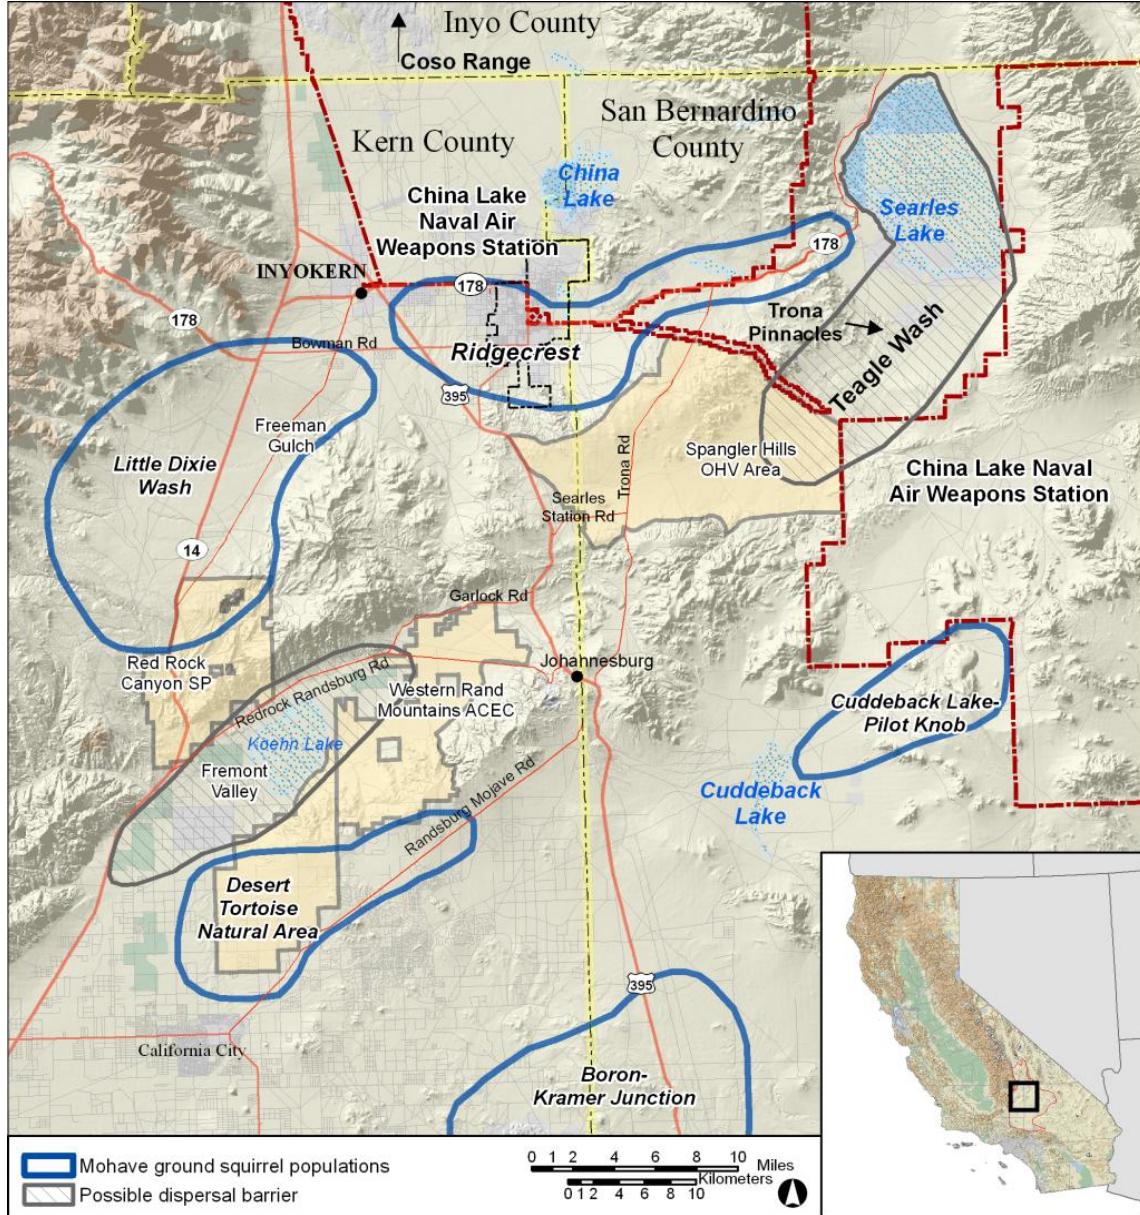 Inyo County
Coso Range
San Bernardino
County
Kern County
China
Lake
China Lake
Naval Air
Weapons Station
Searles
Lake
178
INYOKERN
178
178
Trona
Pinnacles
Teagle Wash
Bowman Rd
Ridgecrest
395
Freeman
Gulch
Little Dixie
Wash
Trona Rd
Spangler Hills
OHV Area
China Lake Naval
Air Weapons Station
Searles
Station Rd
14
Garlock Rd
Red Rock
Canyon SP
Redrock Randsburg Rd
Johannesburg
Western Rand
Mountains ACEC
Cuddeback Lake-
Pilot Knob
Koehn Lake
Fremont
Valley
Cuddeback
Lake
Randsburg Mojave Rd
Desert
Tortoise
Natural Area
395
California City
Boron-
Kramer Junction
Mohave ground squirrel populations
Possible dispersal barrier
0 1 2 4 6 8 10
Miles
Kilometers
0 1 2 4 6 8 10